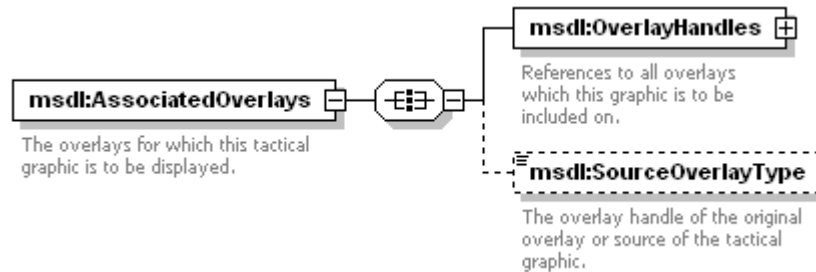 msdl:OverlayHandles
References to all overlays
which this graphic is to be
included on.
msdl:AssociatedOverlays
The overlays for which this tactical
graphic is to be displayed.
msdl:SourceOverlayType
The overlay handle of the original
overlay or source of the tactical
graphic.